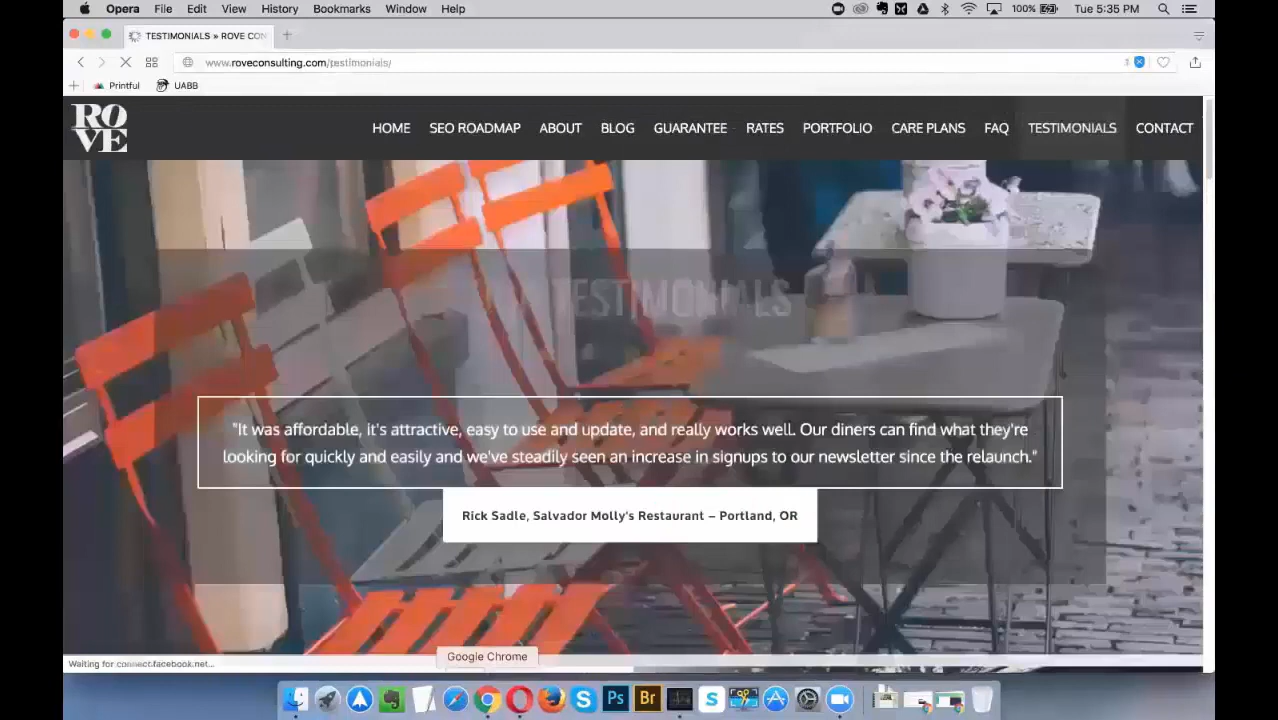 Opera File Edit View History Bookmarks Window Help 100% Tue 5:35 PM
TESTIMONIALS » ROVE CON
www.roveconsulting.com/testimonials/
Printful UABB
ROVE
HOME SEO ROADMAP ABOUT BLOG GUARANTEE RATES PORTFOLIO CARE PLANS FAQ TESTIMONIALS CONTACT
TESTIMONIALS
"It was affordable, it's attractive, easy to use and update, and really works well. Our diners can find what they're
looking for quickly and easily and we've steadily seen an increase in signups to our newsletter since the relaunch."
Rick Sadle, Salvador Molly's Restaurant – Portland, OR
Google Chrome
Waiting for connect.facebook.net...
Ps Br S